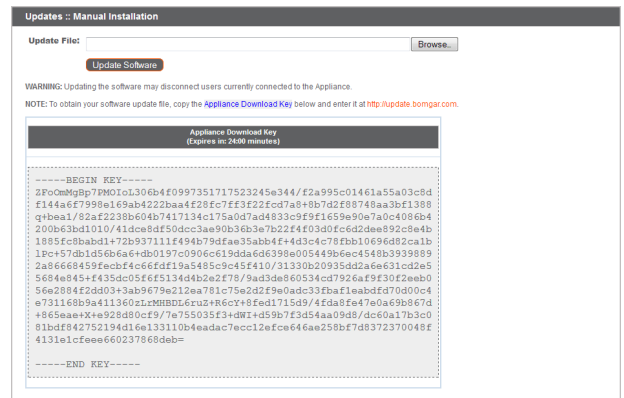 Updates :: Manual Installation
Update File:
Browse..
Update Software
WARNING: Updating the software may disconnect users currently connected to the Appliance.
NOTE: To obtain your software update file, copy the Appliance Download Key below and enter it at http://update.bomgar.com.
Appliance Download Key
(Expires in: 24:00 minutes)
-----BEGIN KEY-----
ZFoOmMgBp7PMOIoL306b4f0997351717523245e344/f2a995c01461a55a03c8d
f144a6f7998e169ab4222baa4f28fc7ff3f22fcd7a8+8b7d2f88748aa3bf1388
q+bea1/82af2238b604b7417134c175a0d7ad4833c9f9f1659e90e7a0c4086b4
200b63bd1010/41dce8df50dcc3ae90b36b3e7b22f4f03d0fc6d2dee892c8e4b
1885fc8babd1+72b937111f494b79dfae35abb4f+4d3c4c78fbb10696d82ca1b
1Pc+57db1d56b6a6+db0197c0906c619dda6d6398e005449b6ec4548b3939889
2a86668459fecbf4c66fdf19a5485c9c45f410/31330b20935dd2a6e631cd2e5
5684e845+f435dc05f6f5134d4b2e2f78/9ad3de860534cd7926af9f30f2eeb0
56e2884f2dd03+3ab9679e212ea781c75e2d2f9e0adc33fbaf1eabdfd70d00c4
e731168b9a411360zLrMHBDL6ruZ+R6cY+8fed1715d9/4fda8fe47e0a69b867d
+865eae+X+e928d80cf9/7e755035f3+dWI+d59b7f3d54aa09d8/dc60a17b3c0
81bdf842752194d16e133110b4eadac7ecc12efce646ae258bf7d8372370048f
4131e1cfeee660237868deb=
-----END KEY-----